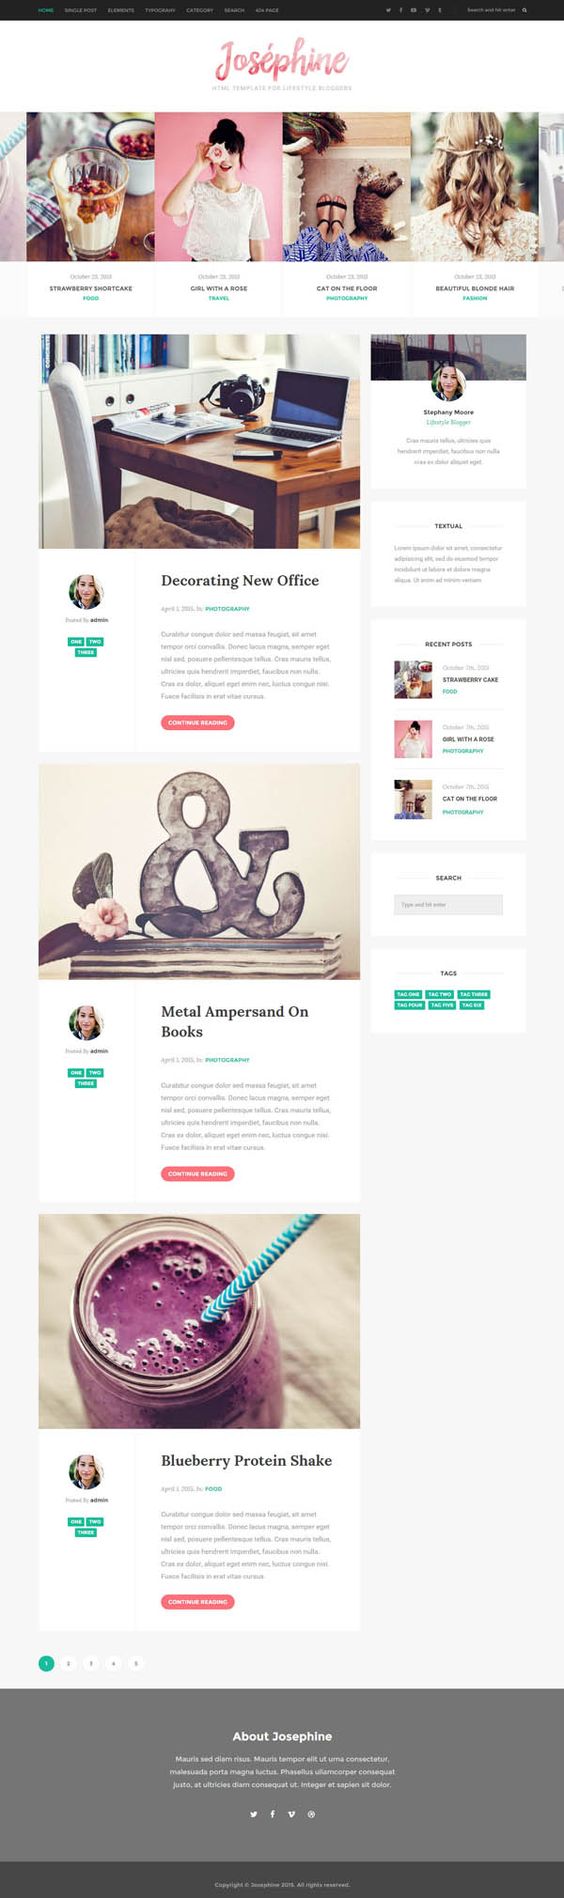 HOME SINGLE POST ELEMENTS TYPOGRAHY CATEGORY SEARCH 404 PAGE
Search and hit enter
Joséphine
HTML TEMPLATE FOR LIFESTYLE BLOGGERS
October 23, 2015
STRAWBERRY SHORTCAKE
FOOD
October 23, 2015
GIRL WITH A ROSE
TRAVEL
October 23, 2015
CAT ON THE FLOOR
PHOTOGRAPHY
October 23, 2015
BEAUTIFUL BLONDE HAIR
FASHION
Decorating New Office
April 1, 2015, In: PHOTOGRAPHY
Posted By admin
ONE TWO
THREE
Curabitur congue dolor sed massa feugiat, sit amet
tempor orci convallis. Donec lacus magna, semper eget
nisl sed, posuere pellentesque tellus. Cras mauris tellus,
ultricies quis hendrerit imperdiet, faucibus non nulla.
Cras ex dolor, aliquet eget enim nec, luctus congue nisi.
Fusce facilisis in erat vitae cursus.
CONTINUE READING
Metal Ampersand On
Books
April 1, 2015, In: PHOTOGRAPHY
Posted By admin
ONE TWO
THREE
Curabitur congue dolor sed massa feugiat, sit amet
tempor orci convallis. Donec lacus magna, semper eget
nisl sed, posuere pellentesque tellus. Cras mauris tellus,
ultricies quis hendrerit imperdiet, faucibus non nulla.
Cras ex dolor, aliquet eget enim nec, luctus congue nisi.
Fusce facilisis in erat vitae cursus.
CONTINUE READING
Blueberry Protein Shake
April 1, 2015, In: FOOD
Posted By admin
ONE TWO
THREE
Curabitur congue dolor sed massa feugiat, sit amet
tempor orci convallis. Donec lacus magna, semper eget
nisl sed, posuere pellentesque tellus. Cras mauris tellus,
ultricies quis hendrerit imperdiet, faucibus non nulla.
Cras ex dolor, aliquet eget enim nec, luctus congue nisi.
Fusce facilisis in erat vitae cursus.
CONTINUE READING
1 2 3 4 5
Stephany Moore
Lifestyle Blogger
Cras mauris tellus, ultricies quis
hendrerit imperdiet, faucibus non nulla
cras ex dolor aliquet eget.
TEXTUAL
Lorem ipsum dolor sit amet, consectetur
adipisicing elit, sed do eiusmod tempor
incididunt ut labore et dolore magna
aliqua. Ut enim ad minim veniam
RECENT POSTS
October 7th, 2015
STRAWBERRY CAKE
FOOD
October 7th, 2015
GIRL WITH A ROSE
PHOTOGRAPHY
October 7th, 2015
CAT ON THE FLOOR
PHOTOGRAPHY
SEARCH
Type and hit enter
TAGS
TAG ONE TAG TWO TAG THREE
TAG FOUR TAG FIVE TAG SIX
About Josephine
Mauris sed diam risus. Mauris tempor elit ut urna consectetur,
malesuada porta magna luctus. Phasellus ullamcorper consequat
justo, at ultricies diam consequat ut. Integer et sapien sit dolor.
Copyright © Josephine 2015. All rights reserved.